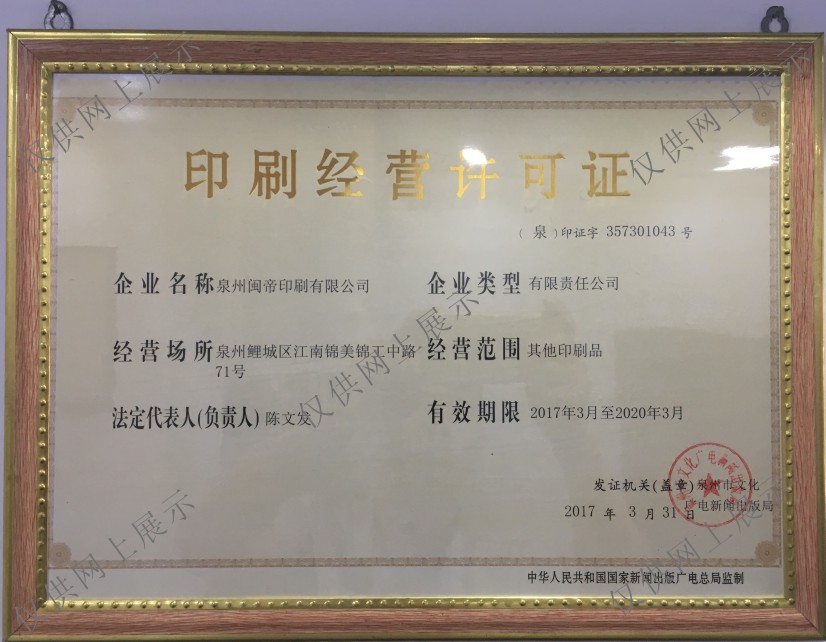 印刷经营许可证
（ 泉 ）印证字 357301043 号
企业名称 泉州闽帝印刷有限公司
企业类型 有限责任公司
经营场所 泉州鲤城区江南锦美锦工中路
71号
经营范围 其他印刷品
法定代表人(负责人) 陈文发
有效期限 2017年3月至2020年3月
发证机关(盖章) 泉州市文化
广电新闻出版局
2017 年 3 月 31 日
中华人民共和国国家新闻出版广电总局监制
仅供网上展示
仅供网上展示
仅供网上展示
仅供网上展示
仅供网上展示